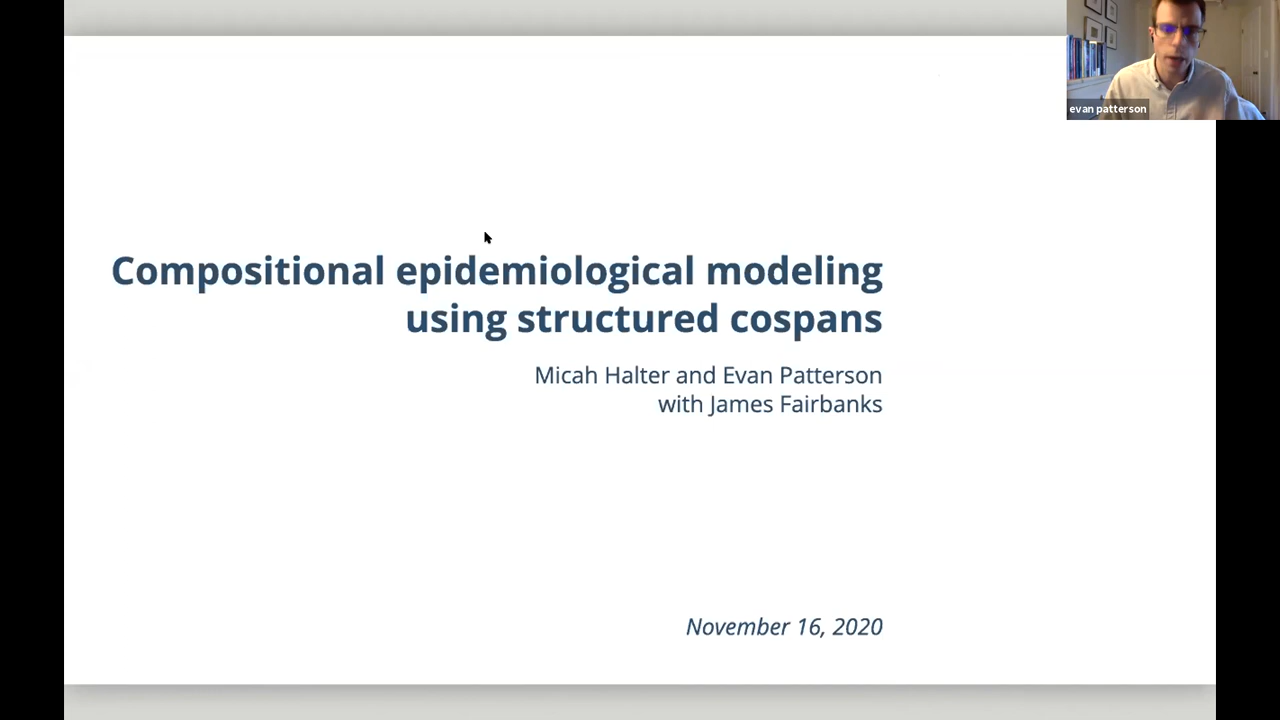 evan patterson
Compositional epidemiological modeling
using structured cospans
Micah Halter and Evan Patterson
with James Fairbanks
November 16, 2020